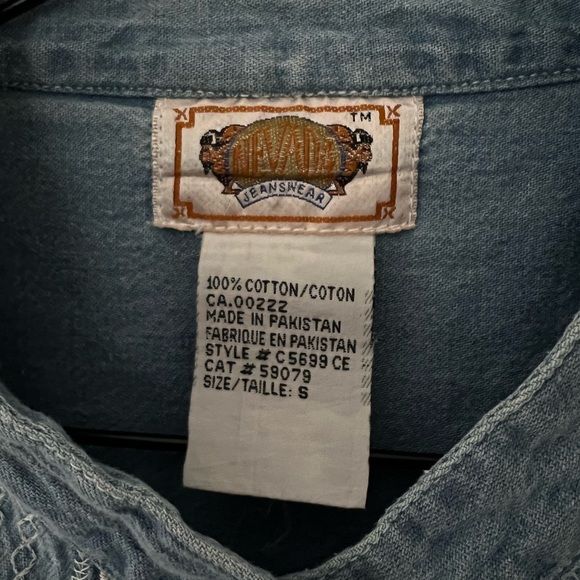 TM
NEVADA
JEANSWEAR
100% COTTON/COTON
CA.00222
MADE IN PAKISTAN
FABRIQUE EN PAKISTAN
STYLE # C5699 CE
CAT # 59079
SIZE/TAILLE: S